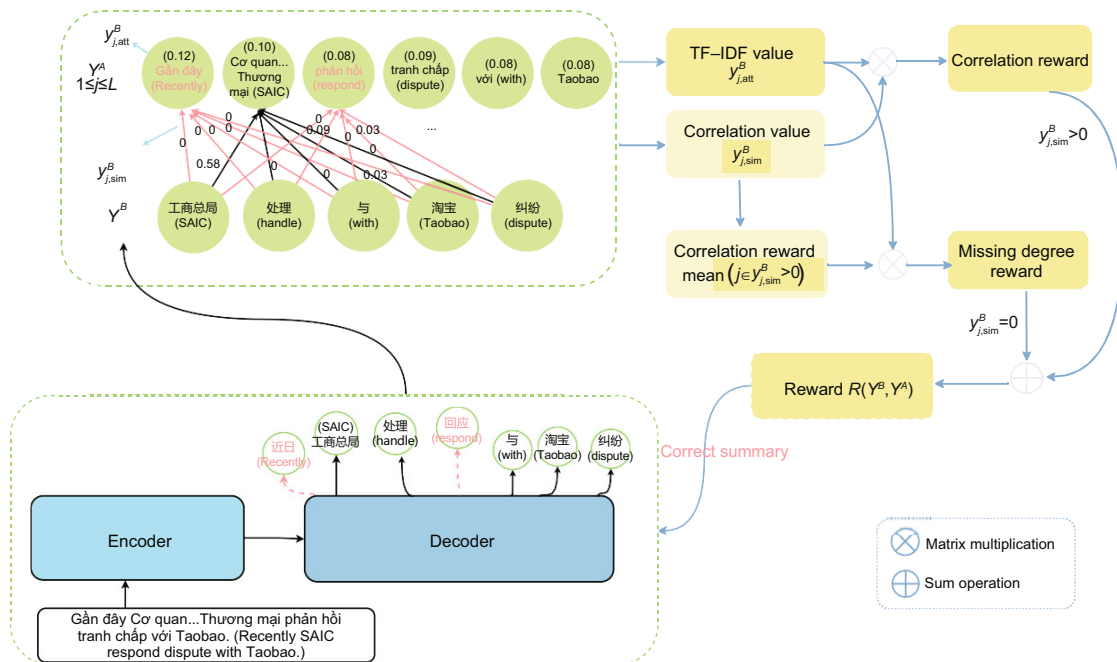 y^B_{j,att}
Y^A
1≤j≤L
(0.12)
Gần đây
(Recently)
(0.10)
Cơ quan...
Thương
mại (SAIC)
(0.08)
phản hồi
(respond)
(0.09)
tranh chấp
(dispute)
(0.08)
với (with)
(0.08)
Taobao
...
0
0
0
0
0
0.58
0
0.09
0
0
0
0.03
0
0
0.03
y^B_{j,sim}
Y^B
工商总局
(SAIC)
处理
(handle)
与
(with)
淘宝
(Taobao)
纠纷
(dispute)
TF–IDF value
y^B_{j,att}
Correlation reward
Correlation value
y^B_{j,sim}
y^B_{j,sim}>0
Correlation reward
mean (j∈y^B_{j,sim}>0)
Missing degree
reward
y^B_{j,sim}=0
Reward R(Y^B,Y^A)
近日
(Recently)
(SAIC)
工商总局
处理
(handle)
回应
(respond)
与
(with)
淘宝
(Taobao)
纠纷
(dispute)
Correct summary
Encoder
Decoder
Gần đây Cơ quan...Thương mại phản hồi
tranh chấp với Taobao. (Recently SAIC
respond dispute with Taobao.)
Matrix multiplication
Sum operation